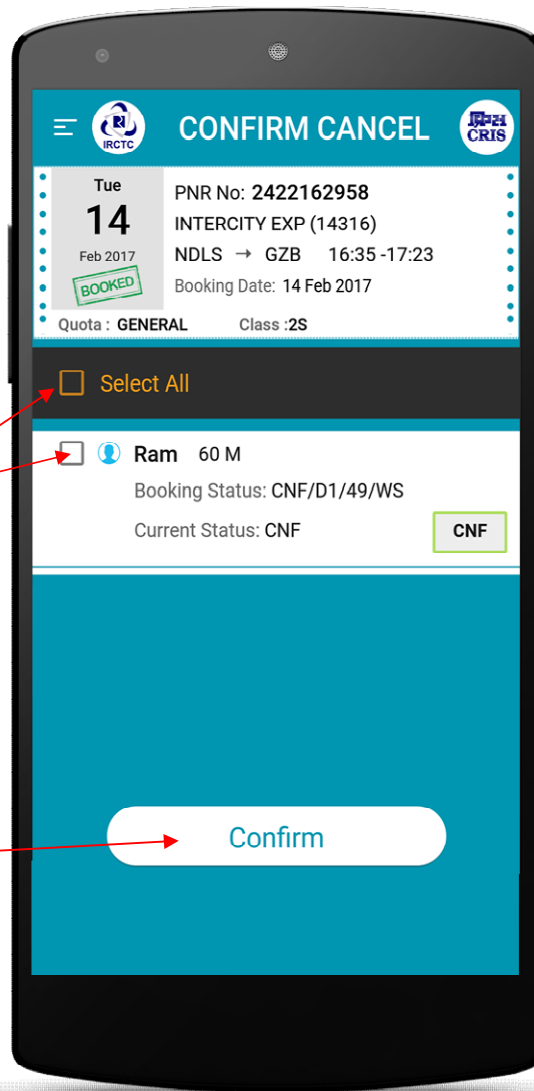 IRCTC
CONFIRM CANCEL
क्रिस
CRIS
Tue
14
Feb 2017
BOOKED
PNR No: 2422162958
INTERCITY EXP (14316)
NDLS → GZB 16:35 -17:23
Booking Date: 14 Feb 2017
Quota : GENERAL Class :2S
Select All
Ram 60 M
Booking Status: CNF/D1/49/WS
Current Status: CNF
CNF
Confirm